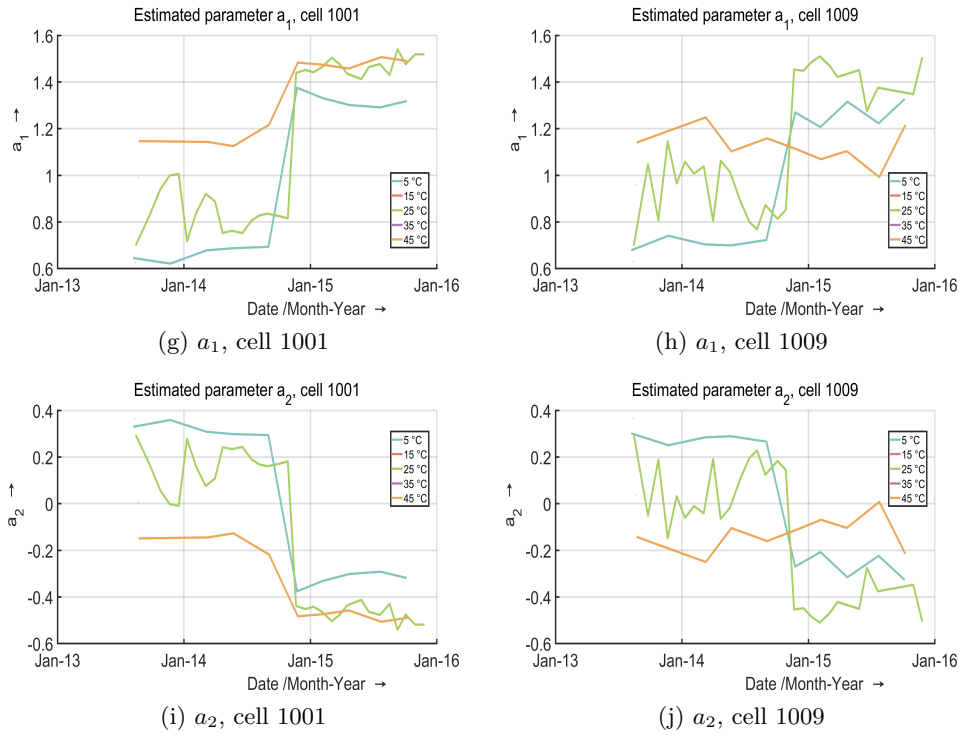 Estimated parameter a1, cell 1001
1.6
1.4
1.2
1
0.8
0.6
a1 →
5 °C
15 °C
25 °C
35 °C
45 °C
Jan-13 Jan-14 Jan-15 Jan-16
Date /Month-Year →
(g) a1, cell 1001
Estimated parameter a1, cell 1009
1.6
1.4
1.2
1
0.8
0.6
a1 →
5 °C
15 °C
25 °C
35 °C
45 °C
Jan-13 Jan-14 Jan-15 Jan-16
Date /Month-Year →
(h) a1, cell 1009
Estimated parameter a2, cell 1001
0.4
0.2
0
-0.2
-0.4
-0.6
a2 →
5 °C
15 °C
25 °C
35 °C
45 °C
Jan-13 Jan-14 Jan-15 Jan-16
Date /Month-Year →
(i) a2, cell 1001
Estimated parameter a2, cell 1009
0.4
0.2
0
-0.2
-0.4
-0.6
a2 →
5 °C
15 °C
25 °C
35 °C
45 °C
Jan-13 Jan-14 Jan-15 Jan-16
Date /Month-Year →
(j) a2, cell 1009